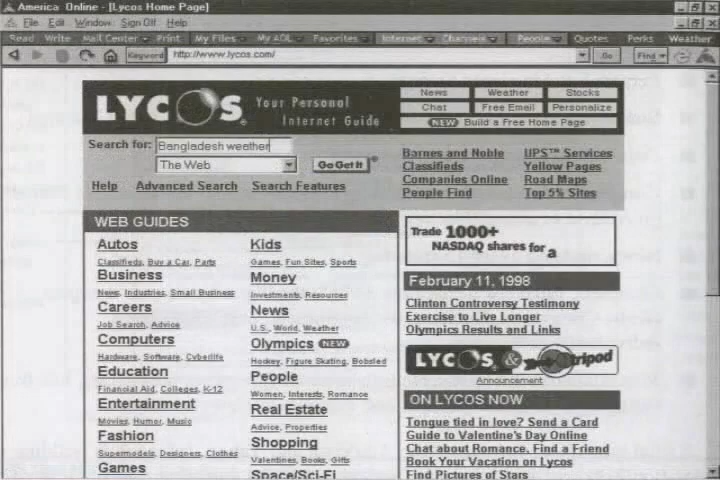 America Online - [Lycos Home Page]
File Edit Window Sign Off Help
Read Write Mail Center Print My Files My AOL Favorites Internet Channels People Quotes Perks Weather
Keyword http://www.lycos.com/ Go Find
LYCOS® Your Personal Internet Guide
News Weather Stocks
Chat Free Email Personalize
NEW Build a Free Home Page
Search for: Bangladesh weather
The Web Go Get It®
Help Advanced Search Search Features
Barnes and Noble UPS™ Services
Classifieds Yellow Pages
Companies Online Road Maps
People Find Top 5% Sites
WEB GUIDES
Autos
Classifieds, Buy a Car, Parts
Business
News, Industries, Small Business
Careers
Job Search, Advice
Computers
Hardware, Software, Cyberlife
Education
Financial Aid, Colleges, K-12
Entertainment
Movies, Humor, Music
Fashion
Supermodels, Designers, Clothes
Games
Kids
Games, Fun Sites, Sports
Money
Investments, Resources
News
U.S., World, Weather
Olympics NEW
Hockey, Figure Skating, Bobsled
People
Women, Interests, Romance
Real Estate
Advice, Properties
Shopping
Valentines, Books, Gifts
Space/Sci-Fi
Trade 1000+
NASDAQ shares for a
February 11, 1998
Clinton Controversy Testimony
Exercise to Live Longer
Olympics Results and Links
LYCOS & tripod
Announcement
ON LYCOS NOW
Tongue tied in love? Send a Card
Guide to Valentine's Day Online
Chat about Romance, Find a Friend
Book Your Vacation on Lycos
Find Pictures of Stars